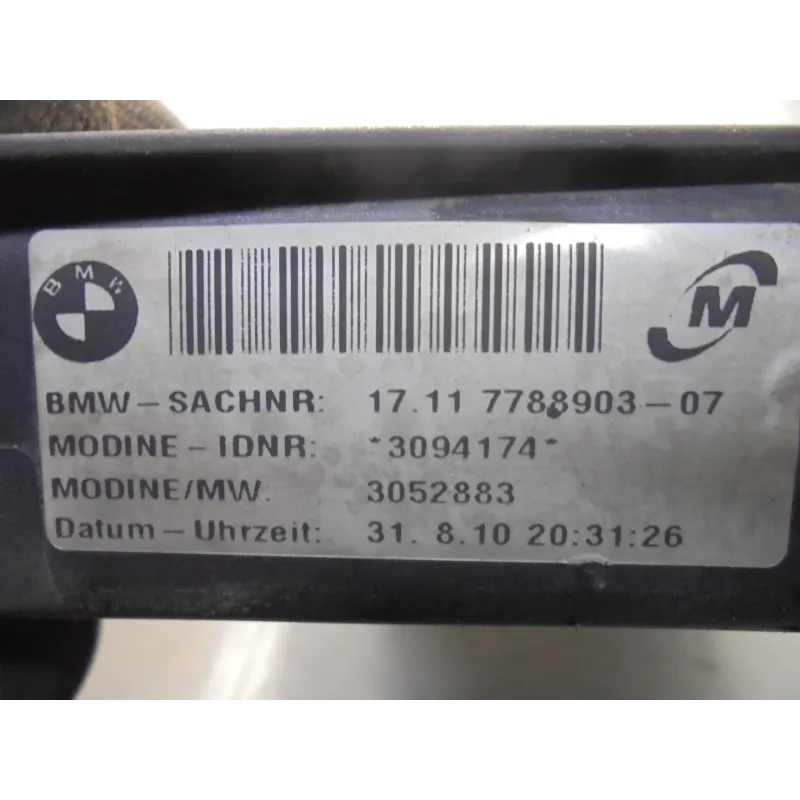 BMW
M
BMW-SACHNR: 17.11 7788903-07
MODINE-IDNR: *3094174*
MODINE/MW: 3052883
Datum-Uhrzeit: 31. 8.10 20:31:26